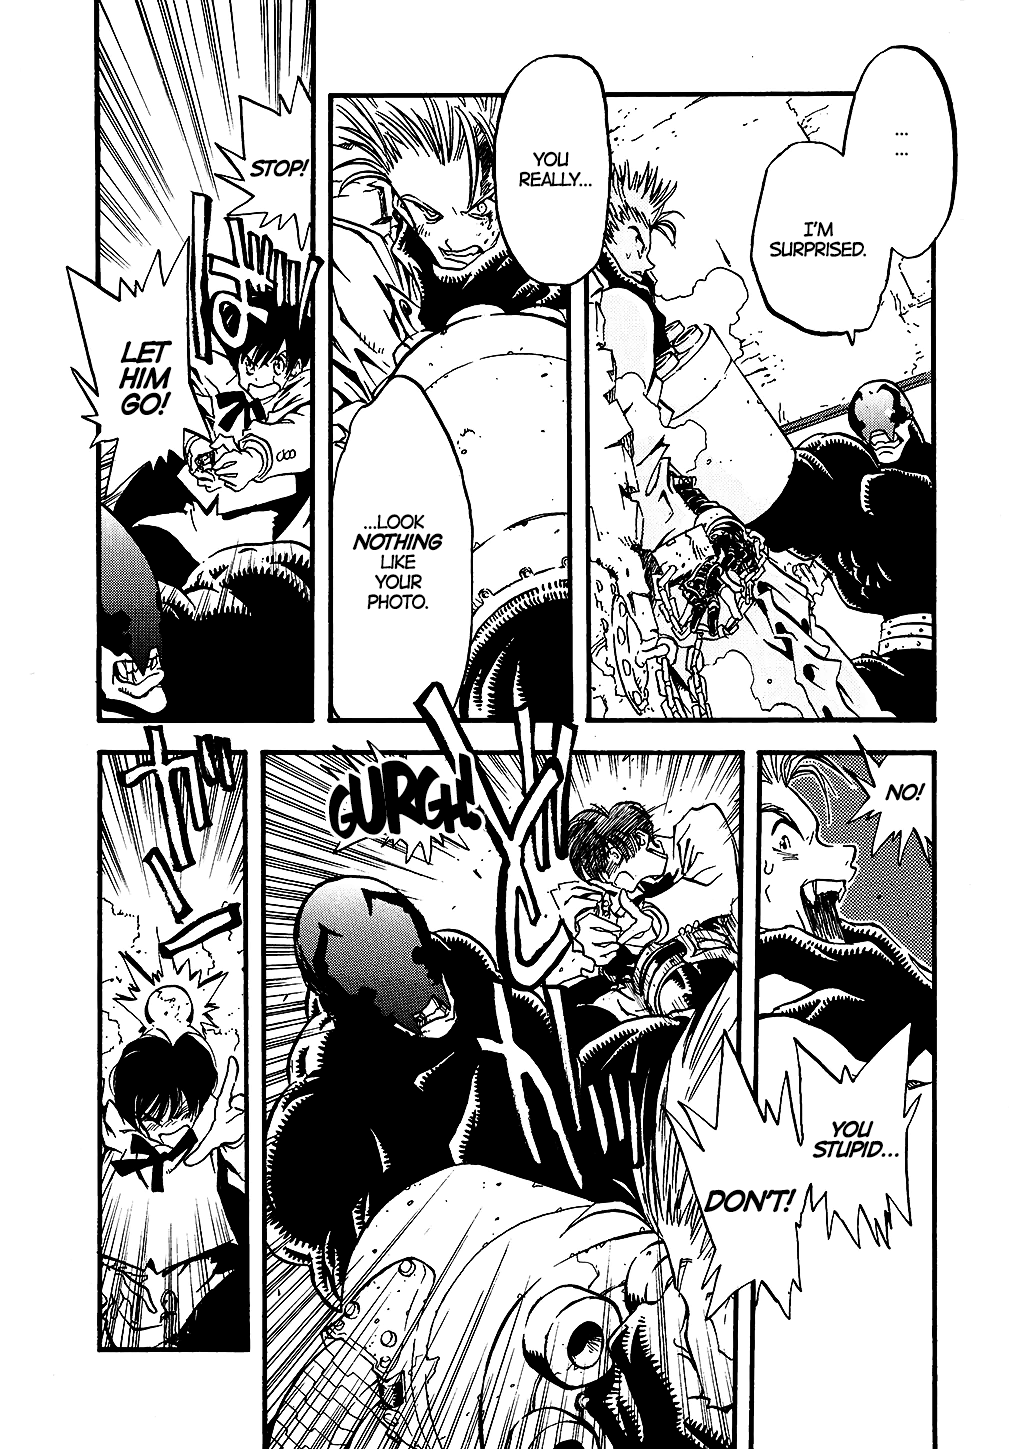 ...
...
I'M
SURPRISED.
YOU
REALLY...
...LOOK
NOTHING
LIKE
YOUR
PHOTO.
STOP!
LET
HIM
GO!
NO!
YOU
STUPID...
DON'T!
GURGH!